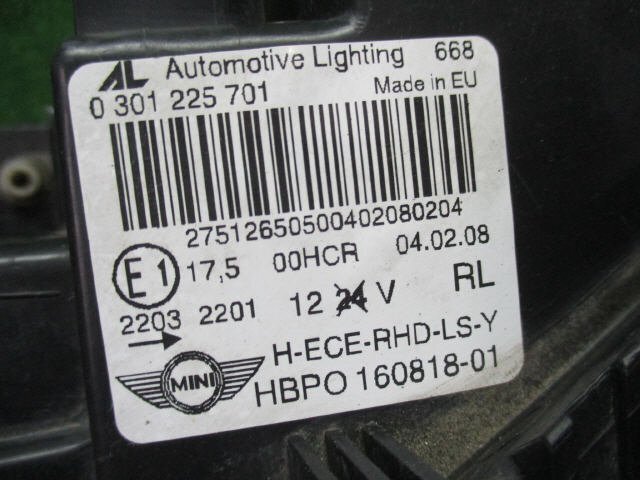 AL Automotive Lighting 668
0 301 225 701 Made in EU
27512650500402080204
E1 17,5 00HCR 04.02.08
2203 2201 12 24 V RL
H-ECE-RHD-LS-Y
MINI HBPO 160818-01